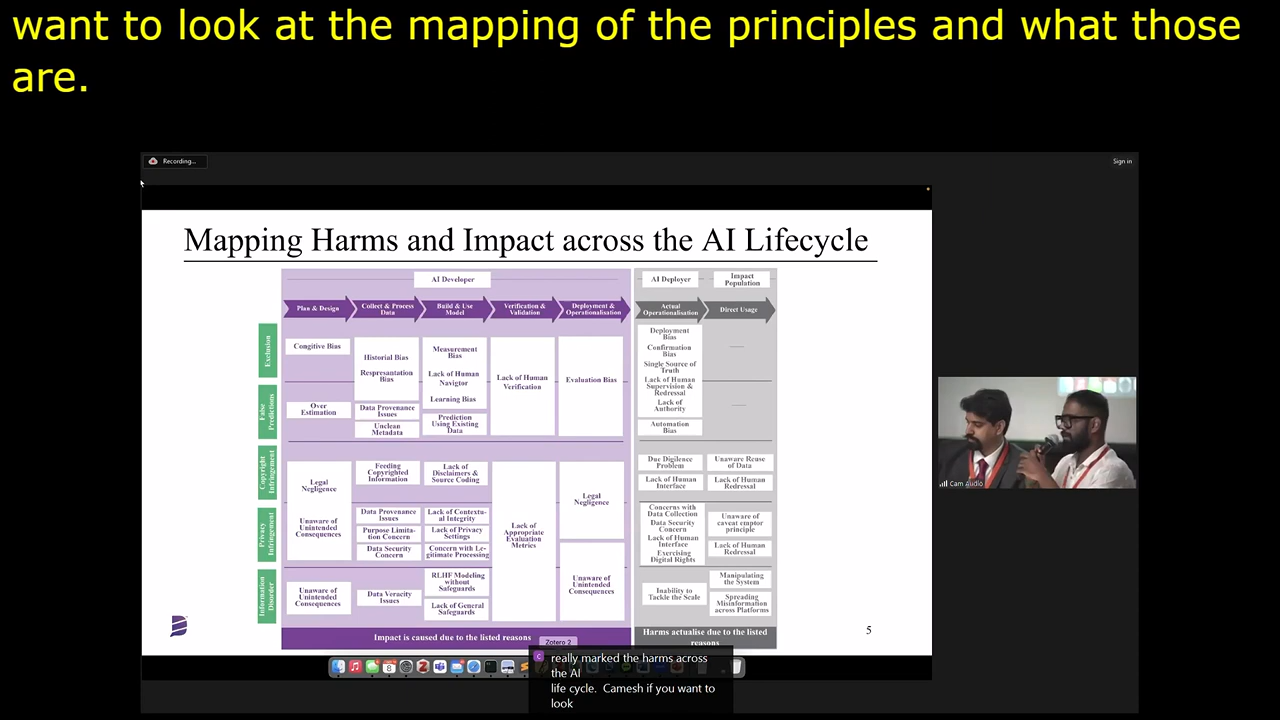 want to look at the mapping of the principles and what those
are.
Recording...
Sign in
Mapping Harms and Impact across the AI Lifecycle
AI Developer
AI Deployer
Impact
Population
Plan & Design
Collect & Process
Data
Build & Use
Model
Verification &
Validation
Deployment &
Operationalisation
Actual
Operationalisation
Direct Usage
Exclusion
Congitive Bias
Historial Bias
Respresntation
Bias
Measurement
Bias
Lack of Human
Navigtor
Learning Bias
Lack of Human
Verification
Evaluation Bias
Deployment
Bias
Confirmation
Bias
Single Source of
Truth
Lack of Human
Supervision &
Redressal
Lack of
Authority
False
Predictions
Over
Estimation
Data Provenance
Issues
Unclean
Metadata
Prediction
Using Existing
Data
Automation
Bias
Copyright
Infringement
Legal
Negligence
Feeding
Copyrighted
Information
Lack of
Disclaimers &
Source Coding
Lack of
Appropriate
Evaluation
Metrics
Legal
Negligence
Due Digilence
Problem
Lack of Human
Interface
Unaware Reuse
of Data
Lack of Human
Redressal
Privacy
Infringement
Unaware of
Unintended
Consequences
Data Provenance
Issues
Purpose Limita-
tion Concern
Data Security
Concern
Lack of Contextu-
al Integrity
Lack of Privacy
Settings
Concern with Le-
gitimate Processing
Concerns with
Data Collection
Data Security
Concern
Lack of Human
Interface
Exercising
Digital Rights
Unaware of
caveat emptor
principle
Lack of Human
Redressal
Information
Disorder
Unaware of
Unintended
Consequences
Data Veracity
Issues
RLHF Modeling
without
Safeguards
Lack of General
Safeguards
Unaware of
Unintended
Consequences
Inability to
Tackle the Scale
Manipulating
the System
Spreading
Misinformation
across Platforms
Impact is caused due to the listed reasons
Harms actualise due to the listed
reasons
Zotero 2
5
Cam Audio
C
really marked the harms across
the AI
life cycle. Camesh if you want to
look